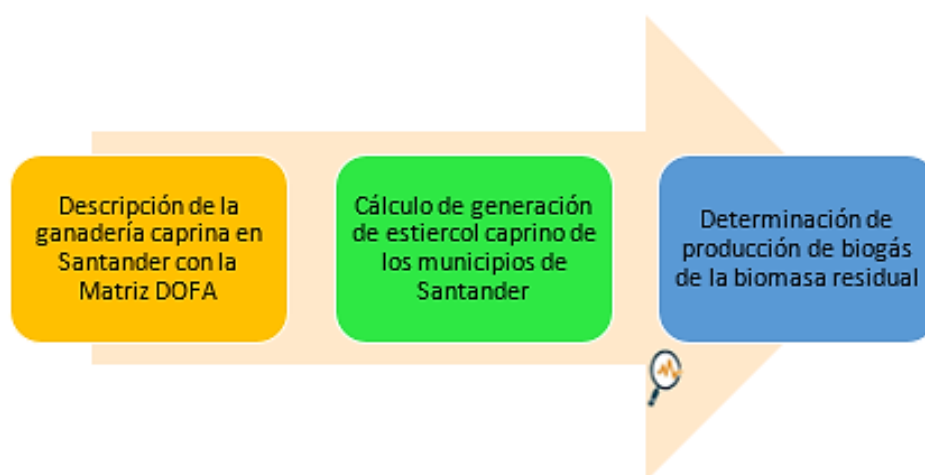 Descripción de la
ganadería caprina en
Santander con la
Matriz DOFA
Cálculo de generación
de estiercol caprino de
los municipios de
Santander
Determinación de
producción de biogás
de la biomasa residual